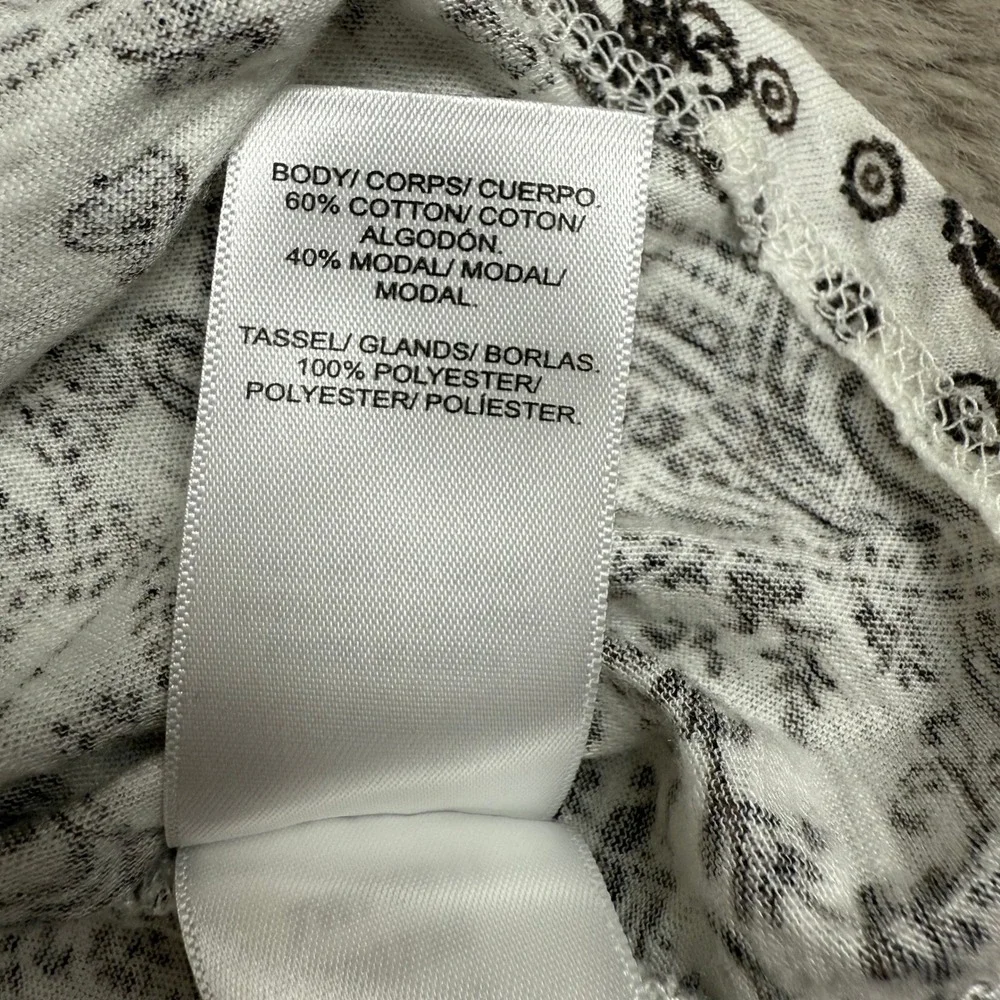 BODY/ CORPS/ CUERPO.
60% COTTON/ COTON/
ALGODÓN.
40% MODAL/ MODAL/
MODAL.
TASSEL/ GLANDS/ BORLAS.
100% POLYESTER/
POLYESTER/ POLÍESTER.